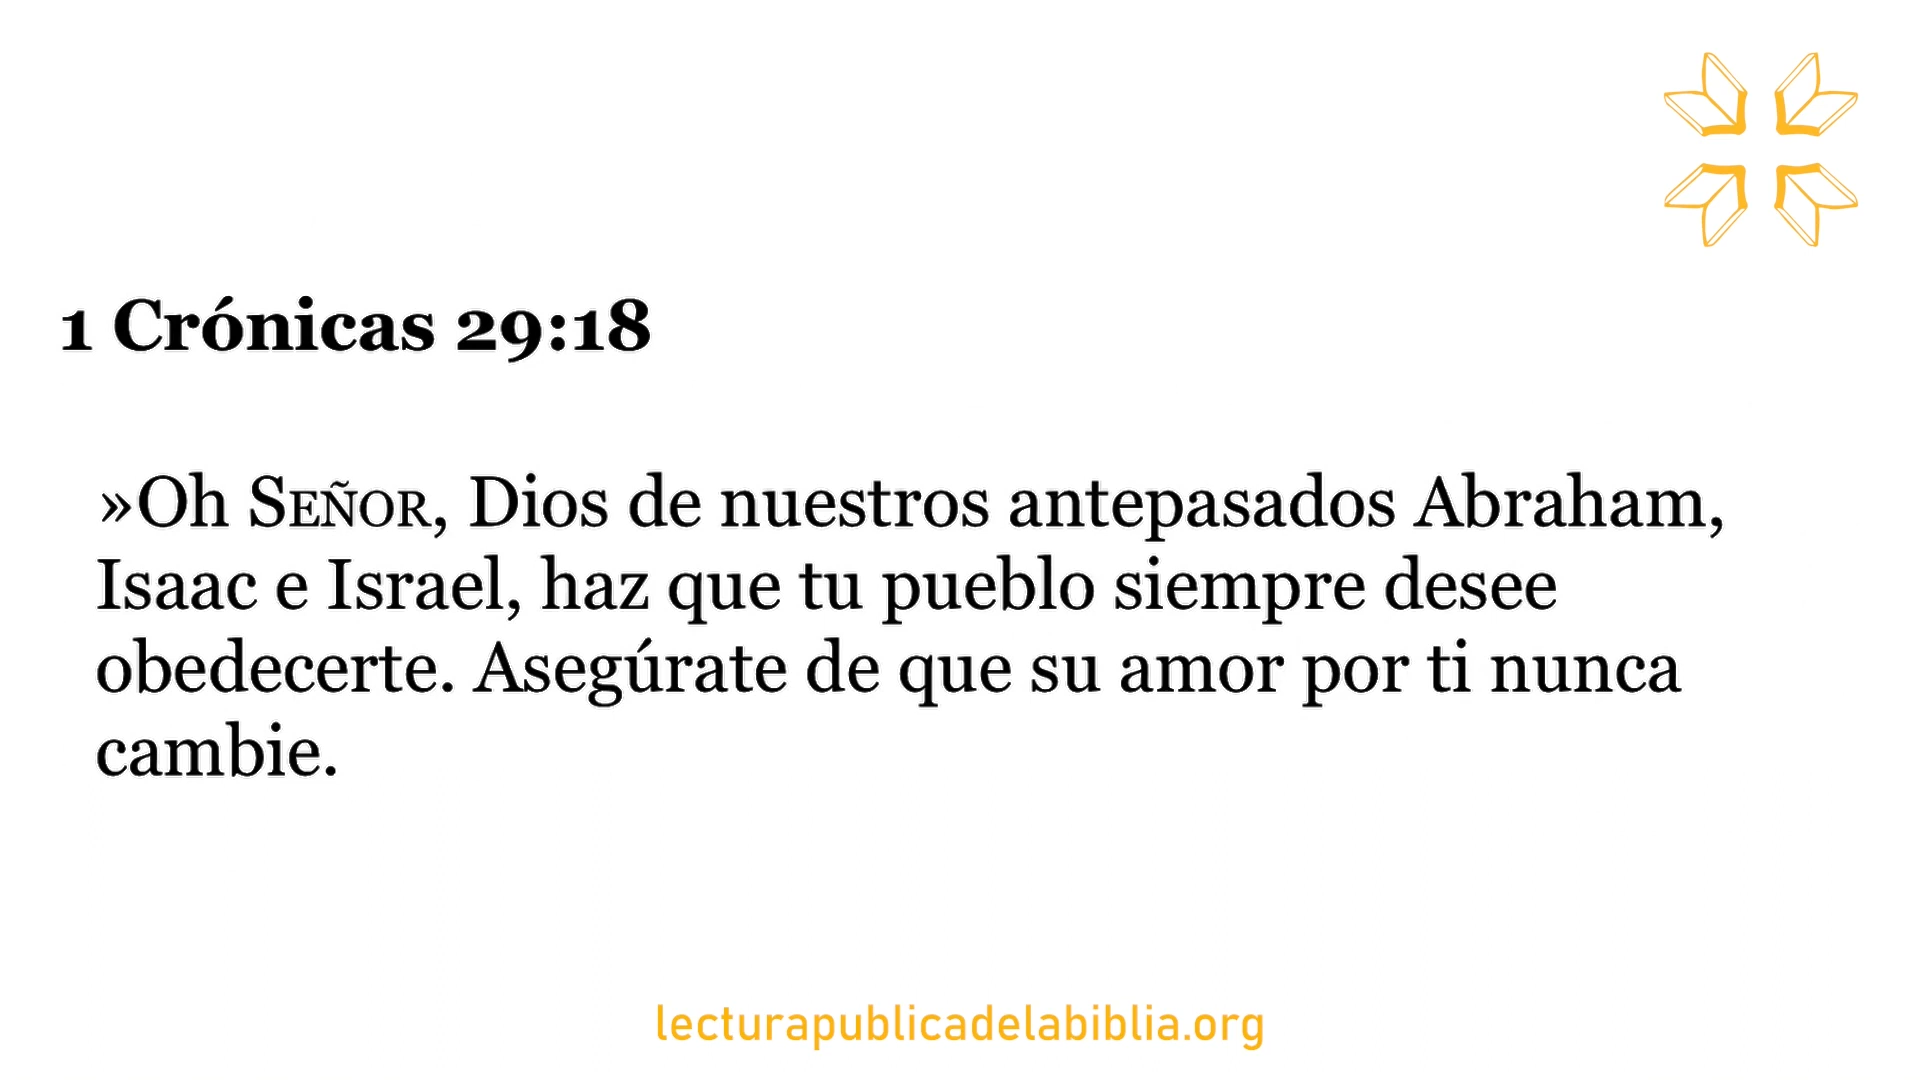 1 Crónicas 29:18
»Oh SEÑOR, Dios de nuestros antepasados Abraham,
Isaac e Israel, haz que tu pueblo siempre desee
obedecerte. Asegúrate de que su amor por ti nunca
cambie.
lecturapublicadelabiblia.org